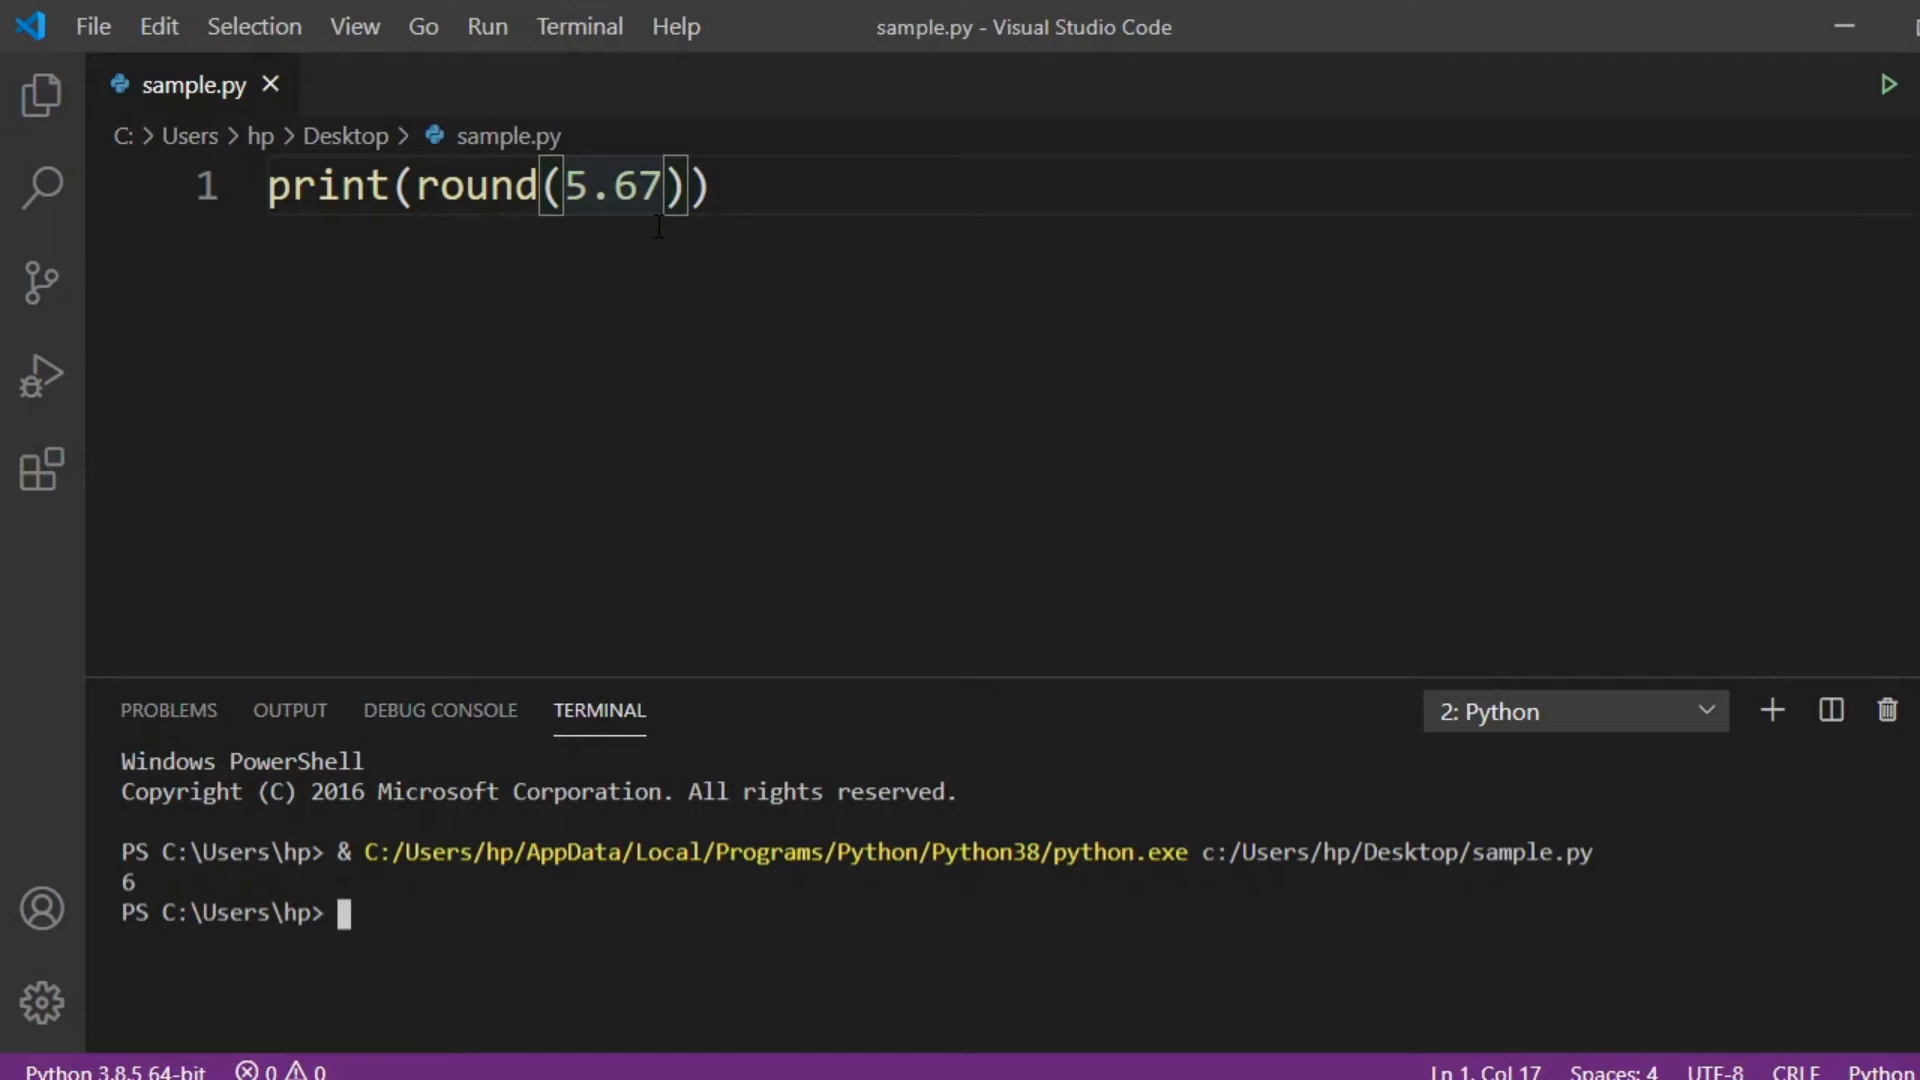 File Edit Selection View Go Run Terminal Help sample.py - Visual Studio Code
sample.py
C: > Users > hp > Desktop > sample.py
1 print(round(5.67))
PROBLEMS OUTPUT DEBUG CONSOLE TERMINAL 2: Python
Windows PowerShell
Copyright (C) 2016 Microsoft Corporation. All rights reserved.
PS C:\Users\hp> & C:/Users/hp/AppData/Local/Programs/Python/Python38/python.exe c:/Users/hp/Desktop/sample.py
6
PS C:\Users\hp>
Python 3.8.5 64-bit 0 0 Ln 1, Col 17 Spaces: 4 UTF-8 CRLF Python